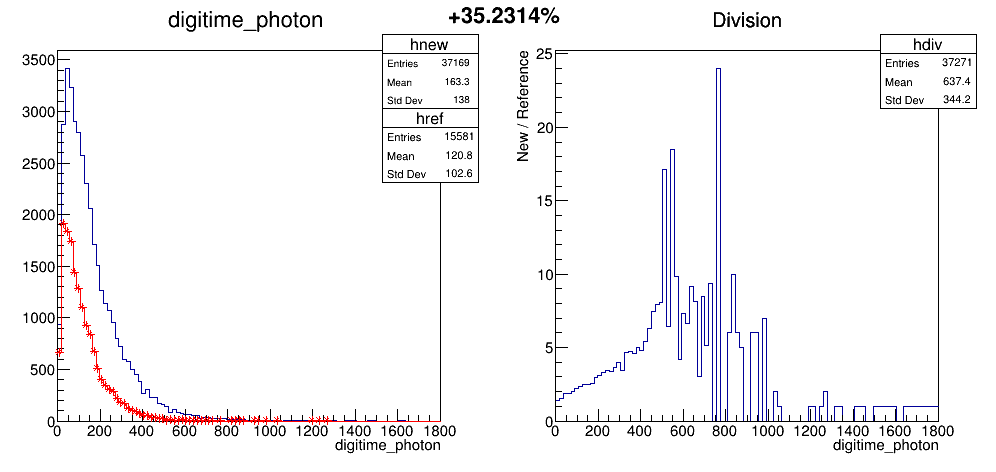 +35.2314%
digitime_photon
hnew
Entries 37169
Mean 163.3
Std Dev 138
href
Entries 15581
Mean 120.8
Std Dev 102.6
3500
3000
2500
2000
1500
1000
500
0
0 200 400 600 800 1000 1200 1400 1600 1800
digitime_photon
Division
hdiv
Entries 37271
Mean 637.4
Std Dev 344.2
New / Reference
25
20
15
10
5
0
0 200 400 600 800 1000 1200 1400 1600 1800
digitime_photon